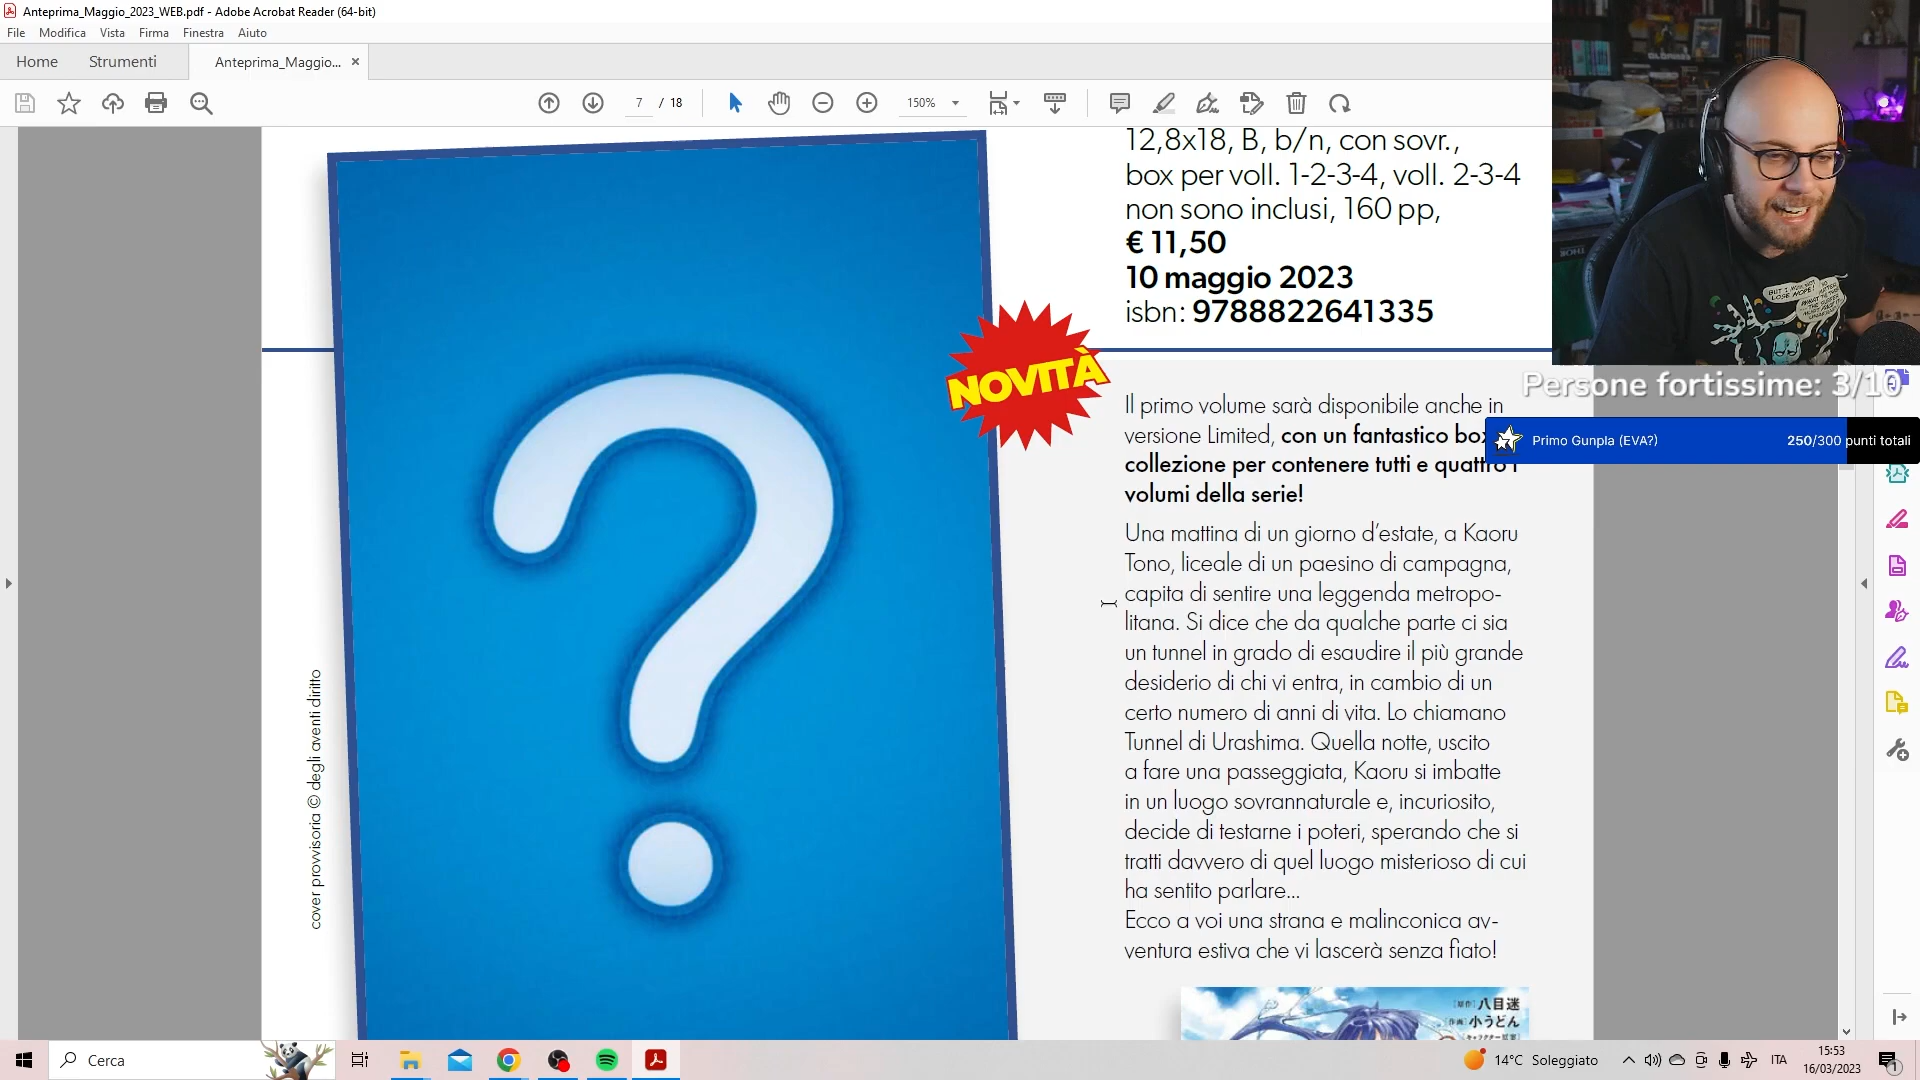 Anteprima_Maggio_2023_WEB.pdf - Adobe Acrobat Reader (64-bit)
File Modifica Vista Firma Finestra Aiuto
Home Strumenti Anteprima_Maggio...
7 / 18 150%
12,8x18, B, b/n, con sovr.,
box per voll. 1-2-3-4, voll. 2-3-4
non sono inclusi, 160 pp,
€ 11,50
10 maggio 2023
isbn: 9788822641335
NOVITÀ
BUT I MUST NOT LOSE HOPE!
Persone fortissime: 3/10
Primo Gunpla (EVA?) 250/300 punti totali
Il primo volume sarà disponibile anche in
versione Limited, con un fantastico box
collezione per contenere tutti e quattro i
volumi della serie!
Una mattina di un giorno d'estate, a Kaoru
Tono, liceale di un paesino di campagna,
capita di sentire una leggenda metropo-
litana. Si dice che da qualche parte ci sia
un tunnel in grado di esaudire il più grande
desiderio di chi vi entra, in cambio di un
certo numero di anni di vita. Lo chiamano
Tunnel di Urashima. Quella notte, uscito
a fare una passeggiata, Kaoru si imbatte
in un luogo sovrannaturale e, incuriosito,
decide di testarne i poteri, sperando che si
tratti davvero di quel luogo misterioso di cui
ha sentito parlare...
Ecco a voi una strana e malinconica av-
ventura estiva che vi lascerà senza fiato!
cover provvisoria © degli aventi diritto
?
[原作] 八目迷
[作画] 小うどん
Cerca
14°C Soleggiato
ITA
15:53
16/03/2023
1